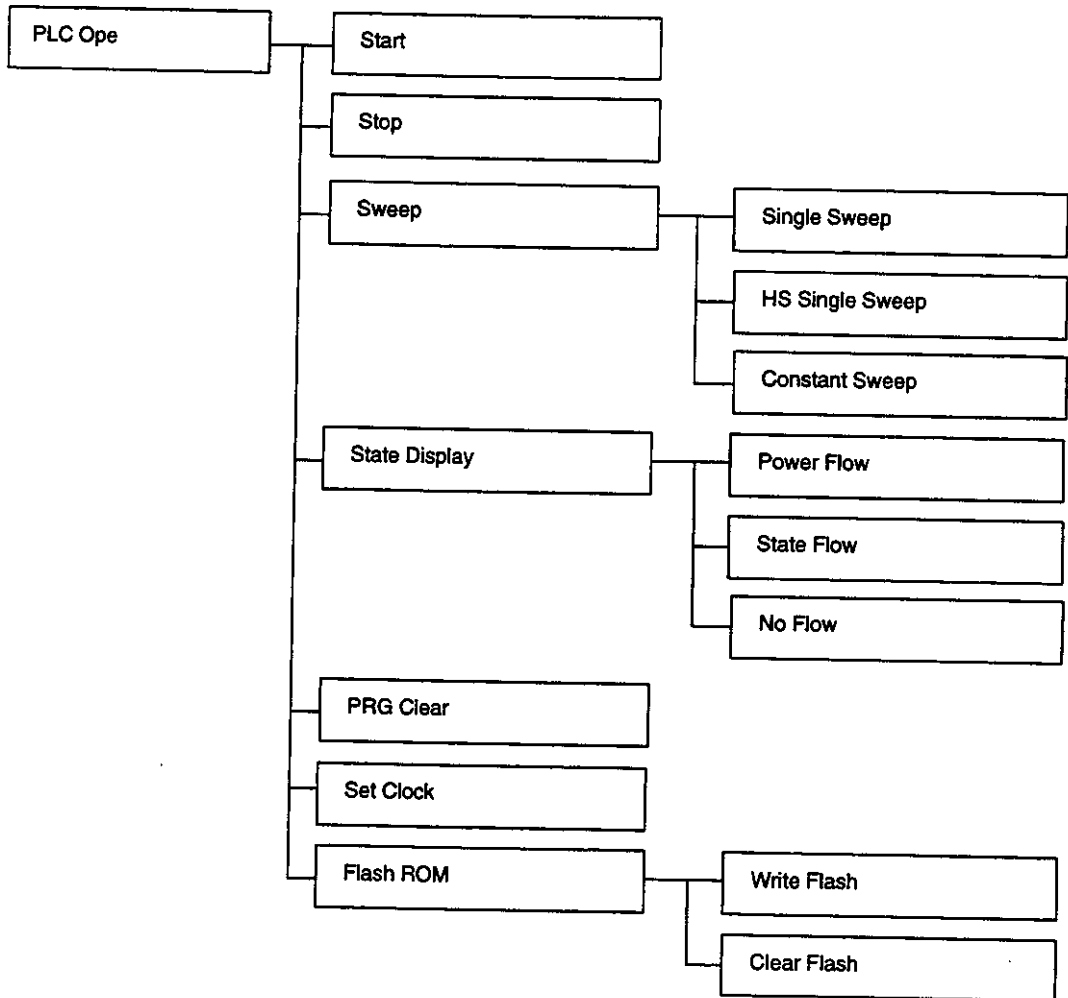 PLC Ope
Start
Stop
Sweep
Single Sweep
HS Single Sweep
Constant Sweep
State Display
Power Flow
State Flow
No Flow
PRG Clear
Set Clock
Flash ROM
Write Flash
Clear Flash